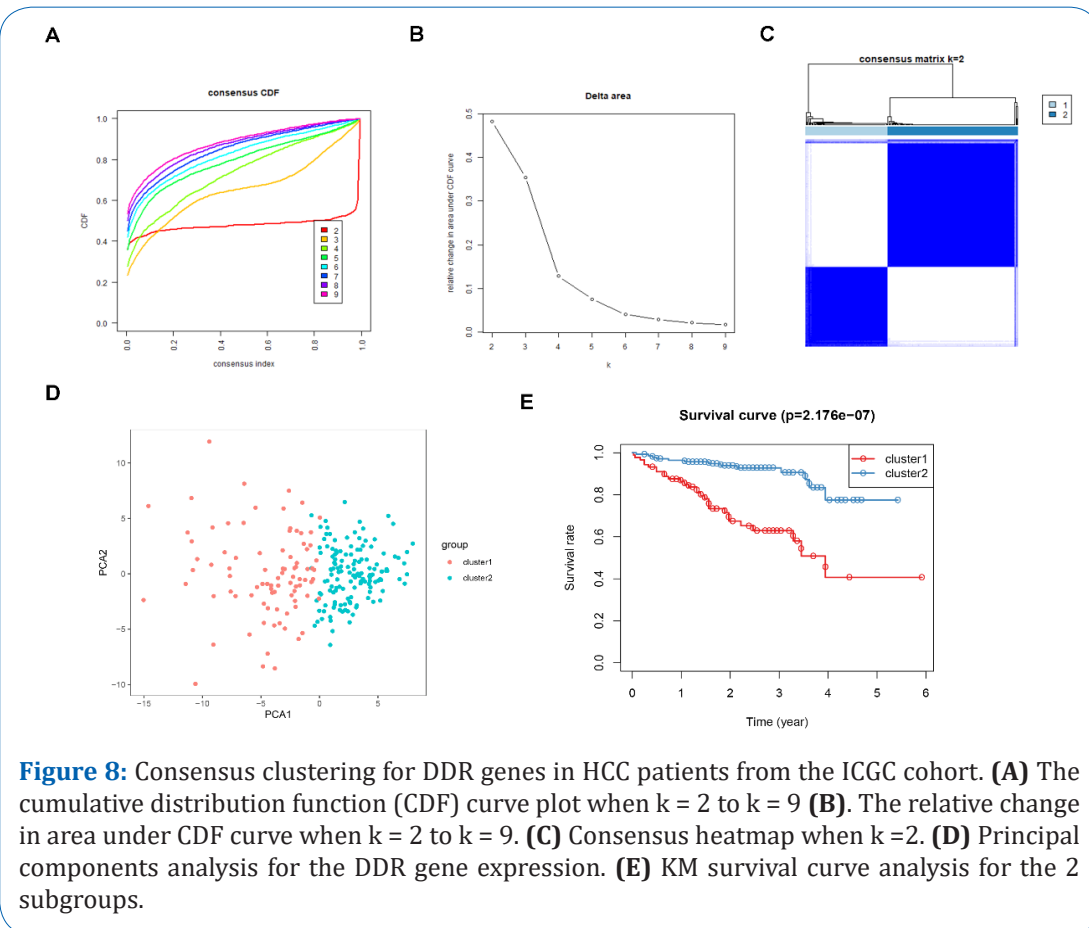 A
consensus CDF
CDF
1.0
0.8
0.6
0.4
0.2
0.0
2
3
4
5
6
7
8
9
0.0 0.2 0.4 0.6 0.8 1.0
consensus index
B
Delta area
relative change in area under CDF curve
0.5
0.4
0.3
0.2
0.1
0.0
2 3 4 5 6 7 8 9
k
C
consensus matrix k=2
1
2
D
PCA2
10
5
0
−5
−10
−15 −10 −5 0 5
PCA1
group
cluster1
cluster2
E
Survival curve (p=2.176e−07)
Survival rate
1.0
0.8
0.6
0.4
0.2
0.0
cluster1
cluster2
0 1 2 3 4 5 6
Time (year)
Figure 8: Consensus clustering for DDR genes in HCC patients from the ICGC cohort. (A) The
cumulative distribution function (CDF) curve plot when k = 2 to k = 9 (B). The relative change
in area under CDF curve when k = 2 to k = 9. (C) Consensus heatmap when k =2. (D) Principal
components analysis for the DDR gene expression. (E) KM survival curve analysis for the 2
subgroups.